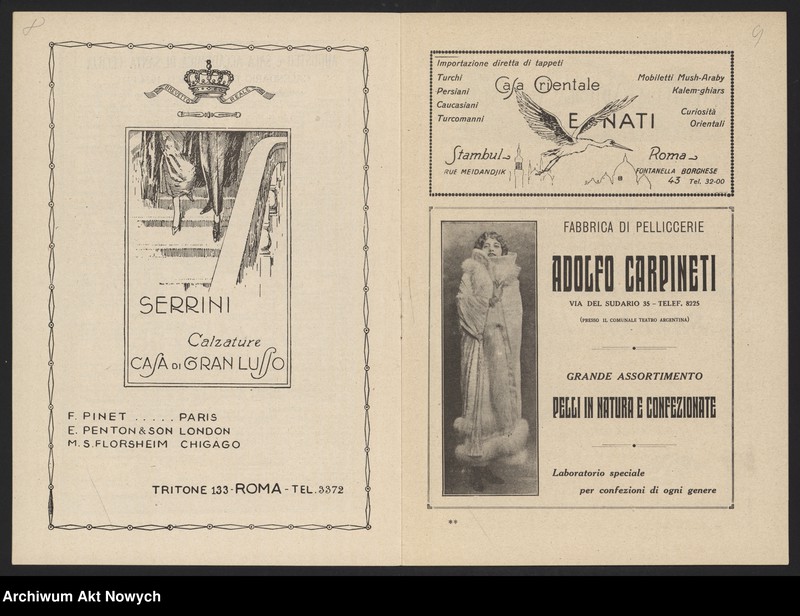 8
BREVETTO REALE
SERRINI
Calzature
CASA DI GRAN LUSSO
F. PINET ..... PARIS
E. PENTON & SON LONDON
M. S. FLORSHEIM CHIGAGO
TRITONE 133 - ROMA - TEL. 3372
9
Importazione diretta di tappeti
Turchi
Persiani
Caucasiani
Turcomanni
Casa Orientale
E NATI
Mobiletti Mush-Araby
Kalem-ghiars
Curiosità
Orientali
Stambul
RUE MEIDANDJIK
Roma
FONTANELLA BORGHESE
43 Tel. 32-00
FABBRICA DI PELLICCERIE
ADOLFO CARPINETI
VIA DEL SUDARIO 35 – TELEF. 8225
(PRESSO IL COMUNALE TEATRO ARGENTINA)
GRANDE ASSORTIMENTO
PELLI IN NATURA E CONFEZIONATE
Laboratorio speciale
per confezioni di ogni genere
**
Archiwum Akt Nowych